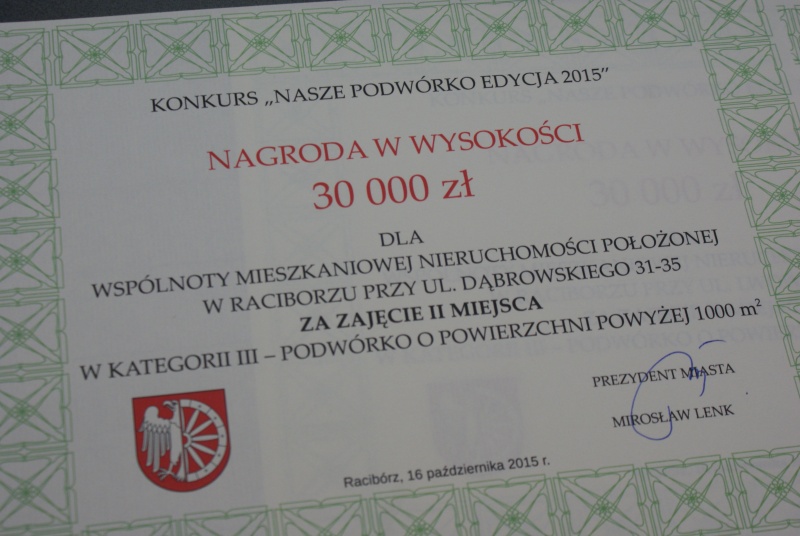 KONKURS „NASZE PODWÓRKO EDYCJA 2015”
NAGRODA W WYSOKOŚCI
30 000 zł
DLA
WSPÓLNOTY MIESZKANIOWEJ NIERUCHOMOŚCI POŁOŻONEJ
W RACIBORZU PRZY UL. DĄBROWSKIEGO 31-35
ZA ZAJĘCIE II MIEJSCA
W KATEGORII III – PODWÓRKO O POWIERZCHNI POWYŻEJ 1000 m²
PREZYDENT MIASTA
MIROSŁAW LENK
Racibórz, 16 października 2015 r.